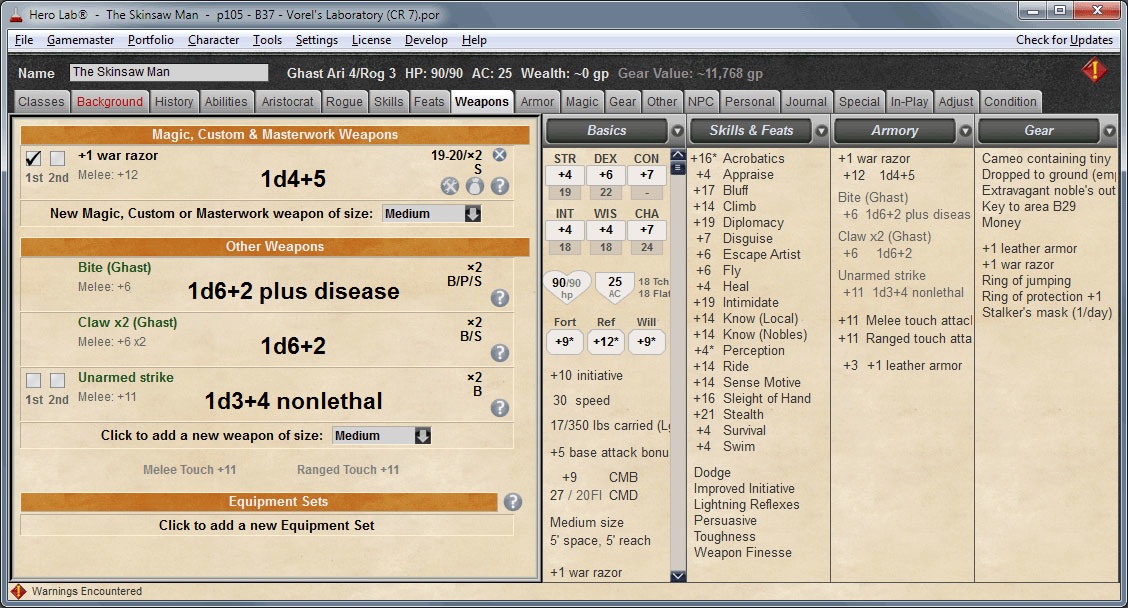 Hero Lab® - The Skinsaw Man - p105 - B37 - Vorel's Laboratory (CR 7).por
File Gamemaster Portfolio Character Tools Settings License Develop Help Check for Updates
Name The Skinsaw Man Ghast Ari 4/Rog 3 HP: 90/90 AC: 25 Wealth: ~0 gp Gear Value: ~11,768 gp
Classes Background History Abilities Aristocrat Rogue Skills Feats Weapons Armor Magic Gear Other NPC Personal Journal Special In-Play Adjust Condition
Magic, Custom & Masterwork Weapons
+1 war razor 19-20/×2
S
1st 2nd Melee: +12 1d4+5
New Magic, Custom or Masterwork weapon of size: Medium
Other Weapons
Bite (Ghast) ×2
B/P/S
Melee: +6 1d6+2 plus disease
Claw x2 (Ghast) ×2
B/S
Melee: +6 x2 1d6+2
Unarmed strike ×2
B
1st 2nd Melee: +11 1d3+4 nonlethal
Click to add a new weapon of size: Medium
Melee Touch +11 Ranged Touch +11
Equipment Sets
Click to add a new Equipment Set
Basics
STR DEX CON
+4 +6 +7
19 22 -
INT WIS CHA
+4 +4 +7
18 18 24
90/90 hp 25 AC 18 Tch
18 Flat
Fort Ref Will
+9* +12* +9*
+10 initiative
30 speed
17/350 lbs carried (Lg
+5 base attack bonu
+9 CMB
27 / 20Fl CMD
Medium size
5' space, 5' reach
+1 war razor
Skills & Feats
+16* Acrobatics
+4 Appraise
+17 Bluff
+14 Climb
+19 Diplomacy
+7 Disguise
+6 Escape Artist
+6 Fly
+4 Heal
+19 Intimidate
+14 Know (Local)
+14 Know (Nobles)
+4* Perception
+14 Ride
+14 Sense Motive
+16 Sleight of Hand
+21 Stealth
+4 Survival
+4 Swim
Dodge
Improved Initiative
Lightning Reflexes
Persuasive
Toughness
Weapon Finesse
Armory
+1 war razor
+12 1d4+5
Bite (Ghast)
+6 1d6+2 plus diseas
Claw x2 (Ghast)
+6 1d6+2
Unarmed strike
+11 1d3+4 nonlethal
+11 Melee touch attacl
+11 Ranged touch atta
+3 +1 leather armor
Gear
Cameo containing tiny
Dropped to ground (em
Extravagant noble's out
Key to area B29
Money
+1 leather armor
+1 war razor
Ring of jumping
Ring of protection +1
Stalker's mask (1/day)
Warnings Encountered